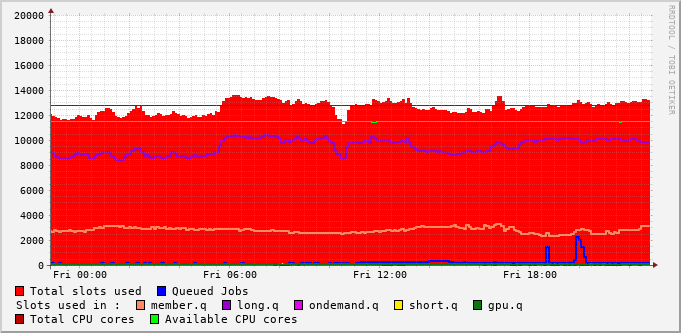 RRDTOOL / TOBI OETIKER
20000
18000
16000
14000
12000
10000
8000
6000
4000
2000
0
Fri 00:00 Fri 06:00 Fri 12:00 Fri 18:00
Total slots used Queued Jobs
Slots used in : member.q long.q ondemand.q short.q gpu.q
Total CPU cores Available CPU cores